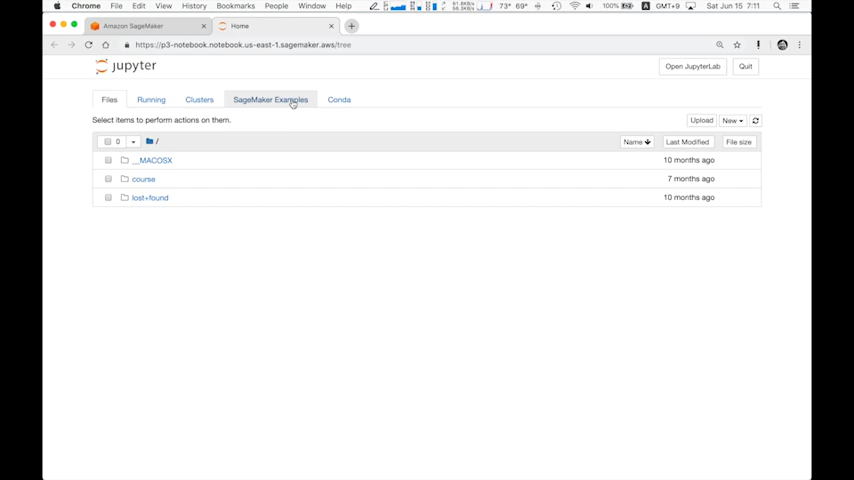 Chrome File Edit View History Bookmarks People Window Help 73° 69° 100% A GMT+9 Sat Jun 15 7:11
Amazon SageMaker Home
https://p3-notebook.notebook.us-east-1.sagemaker.aws/tree
jupyter Open JupyterLab Quit
Files Running Clusters SageMaker Examples Conda
Select items to perform actions on them. Upload New
0 / Name Last Modified File size
__MACOSX 10 months ago
course 7 months ago
lost+found 10 months ago